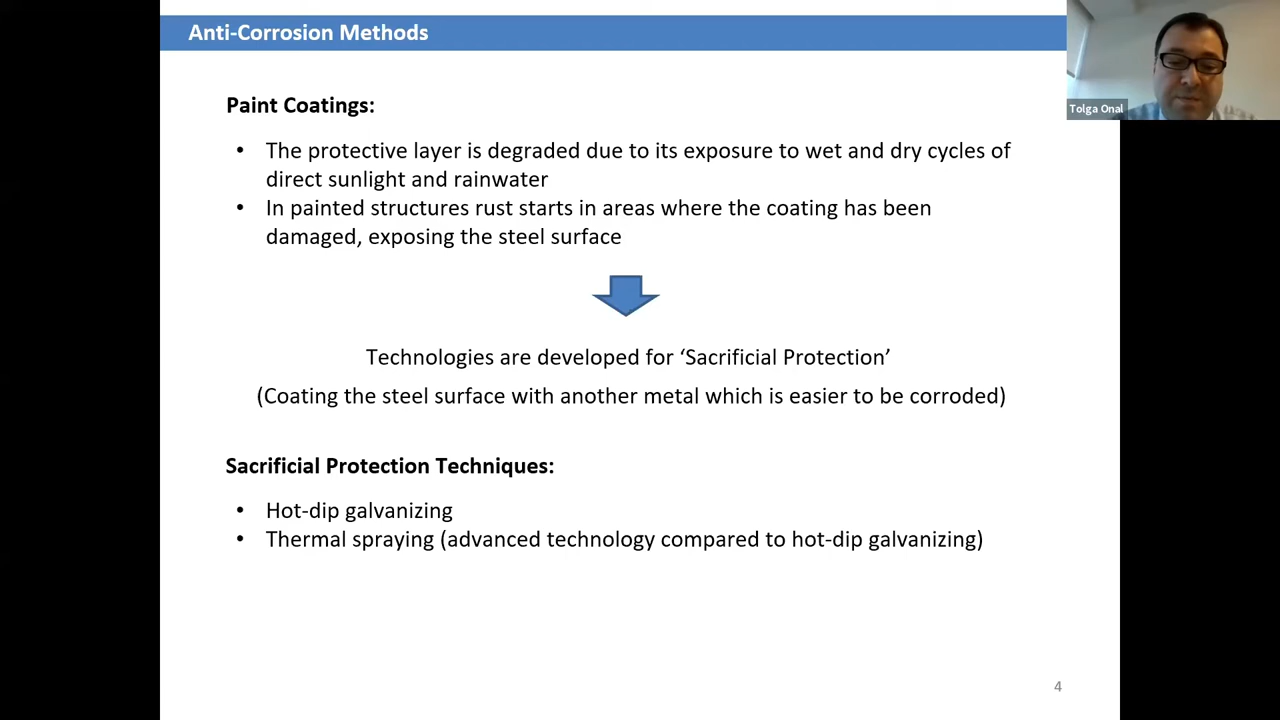 Anti-Corrosion Methods
Tolga Onal
Paint Coatings:
• The protective layer is degraded due to its exposure to wet and dry cycles of
direct sunlight and rainwater
• In painted structures rust starts in areas where the coating has been
damaged, exposing the steel surface
Technologies are developed for ‘Sacrificial Protection’
(Coating the steel surface with another metal which is easier to be corroded)
Sacrificial Protection Techniques:
• Hot-dip galvanizing
• Thermal spraying (advanced technology compared to hot-dip galvanizing)
4